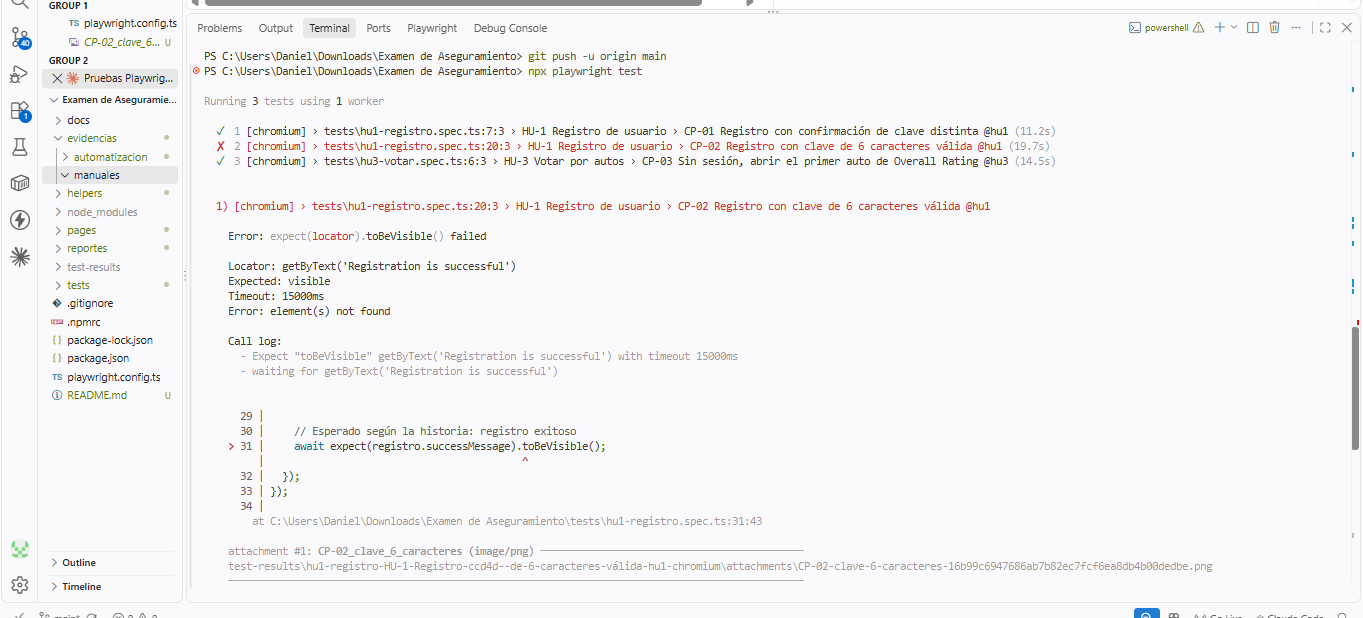 GROUP 1
TS playwright.config.ts
CP-02_clave_6... U
40
GROUP 2
Pruebas Playwrig...
Examen de Aseguramie...
docs
1
evidencias
automatizacion
manuales
helpers
node_modules
pages
reportes
test-results
tests
.gitignore
.npmrc
package-lock.json
package.json
TS playwright.config.ts
README.md U
Outline
Timeline
Problems Output Terminal Ports Playwright Debug Console
powershell
PS C:\Users\Daniel\Downloads\Examen de Aseguramiento> git push -u origin main
PS C:\Users\Daniel\Downloads\Examen de Aseguramiento> npx playwright test
Running 3 tests using 1 worker
✓ 1 [chromium] › tests\hu1-registro.spec.ts:7:3 › HU-1 Registro de usuario › CP-01 Registro con confirmación de clave distinta @hu1 (11.2s)
✗ 2 [chromium] › tests\hu1-registro.spec.ts:20:3 › HU-1 Registro de usuario › CP-02 Registro con clave de 6 caracteres válida @hu1 (19.7s)
✓ 3 [chromium] › tests\hu3-votar.spec.ts:6:3 › HU-3 Votar por autos › CP-03 Sin sesión, abrir el primer auto de Overall Rating @hu3 (14.5s)
1) [chromium] › tests\hu1-registro.spec.ts:20:3 › HU-1 Registro de usuario › CP-02 Registro con clave de 6 caracteres válida @hu1
Error: expect(locator).toBeVisible() failed
Locator: getByText('Registration is successful')
Expected: visible
Timeout: 15000ms
Error: element(s) not found
Call log:
- Expect "toBeVisible" getByText('Registration is successful') with timeout 15000ms
- waiting for getByText('Registration is successful')
29 |
30 | // Esperado según la historia: registro exitoso
> 31 | await expect(registro.successMessage).toBeVisible();
| ^
32 | });
33 | });
34 |
at C:\Users\Daniel\Downloads\Examen de Aseguramiento\tests\hu1-registro.spec.ts:31:43
attachment #1: CP-02_clave_6_caracteres (image/png)
test-results\hu1-registro-HU-1-Registro-ccd4d--de-6-caracteres-válida-hu1-chromium\attachments\CP-02-clave-6-caracteres-16b99c6947686ab7b82ec7fcf6ea8db4b00dedbe.png